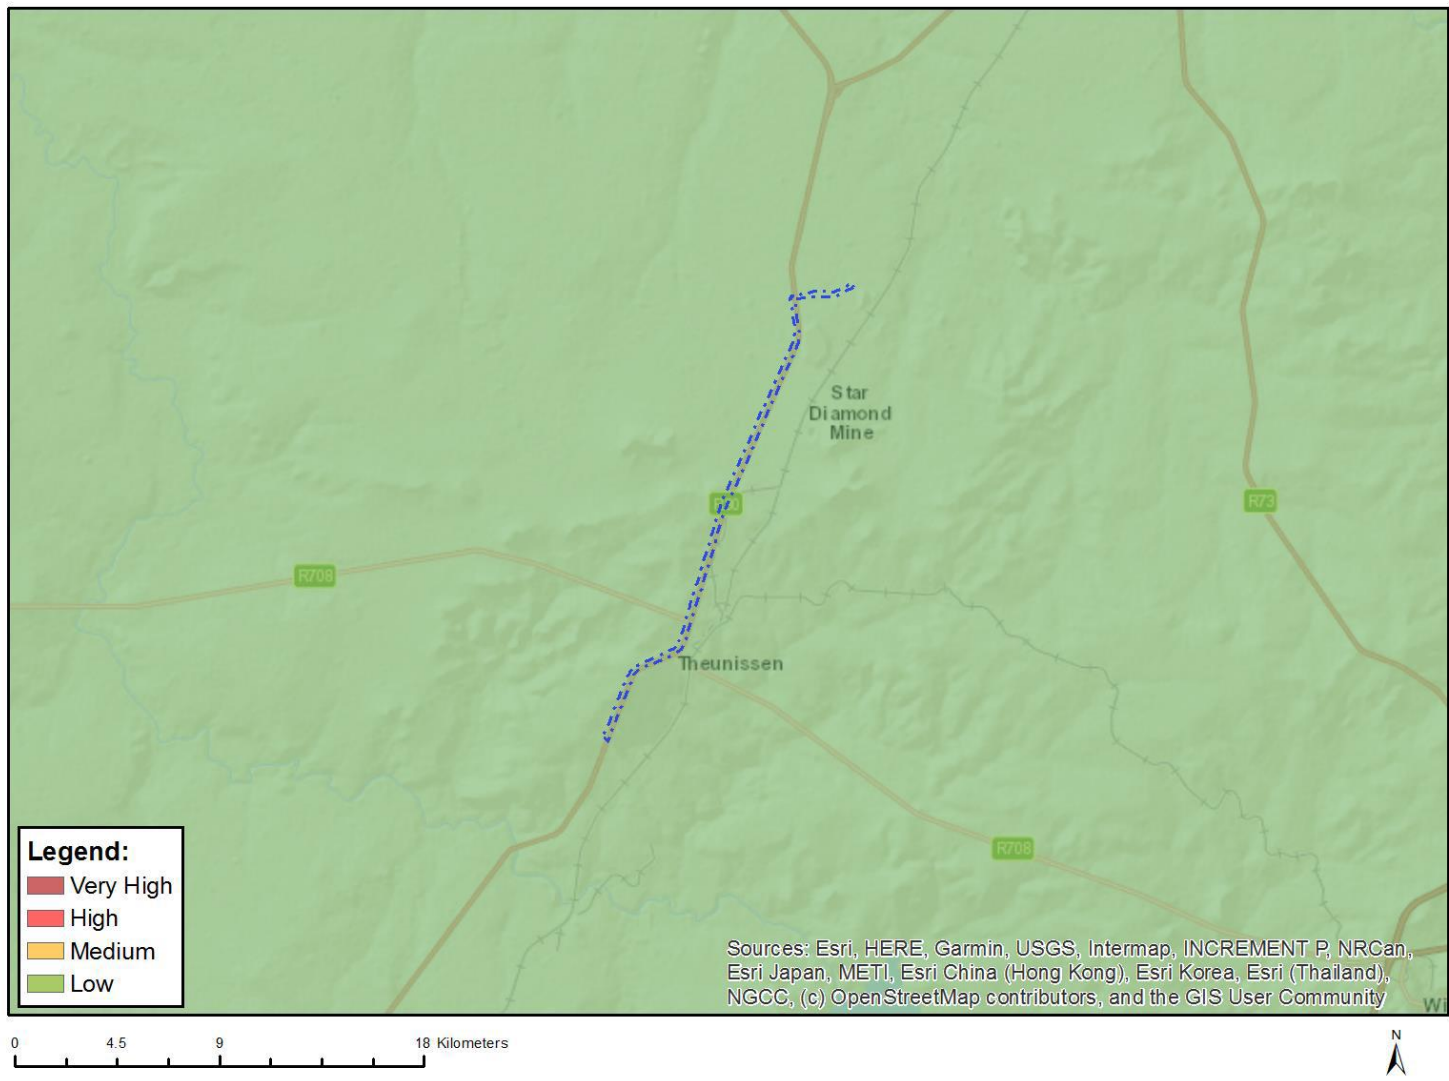 Star
Diamond
Mine
R73
R708
Theunissen
R708
Legend:
Very High
High
Medium
Low
Sources: Esri, HERE, Garmin, USGS, Intermap, INCREMENT P, NRCan,
Esri Japan, METI, Esri China (Hong Kong), Esri Korea, Esri (Thailand),
NGCC, (c) OpenStreetMap contributors, and the GIS User Community
Wi
0 4.5 9 18 Kilometers
N